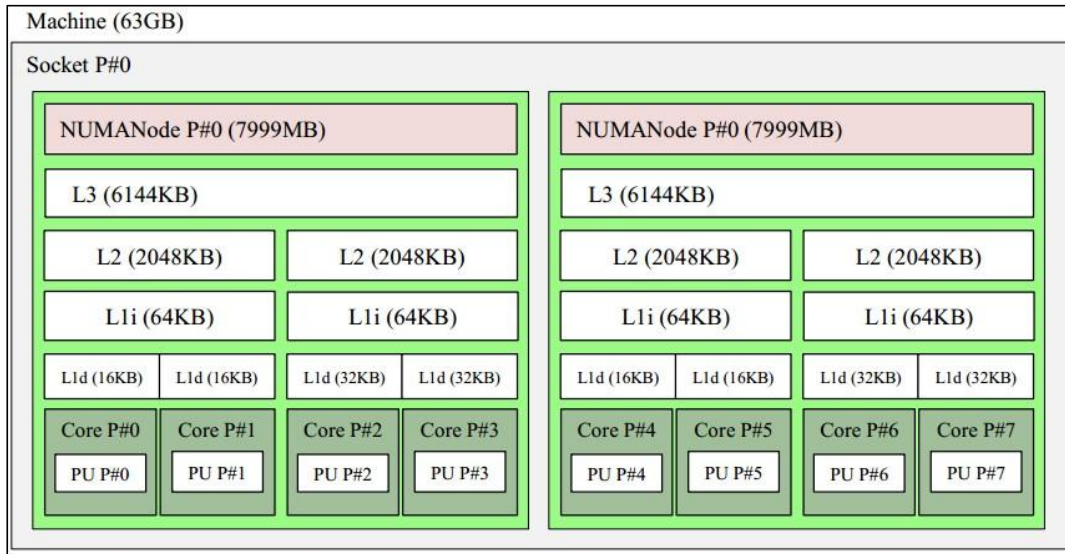 Machine (63GB)
Socket P#0
NUMANode P#0 (7999MB)
L3 (6144KB)
L2 (2048KB) L2 (2048KB)
L1i (64KB) L1i (64KB)
L1d (16KB) L1d (16KB) L1d (32KB) L1d (32KB)
Core P#0 Core P#1 Core P#2 Core P#3
PU P#0 PU P#1 PU P#2 PU P#3
NUMANode P#0 (7999MB)
L3 (6144KB)
L2 (2048KB) L2 (2048KB)
L1i (64KB) L1i (64KB)
L1d (16KB) L1d (16KB) L1d (32KB) L1d (32KB)
Core P#4 Core P#5 Core P#6 Core P#7
PU P#4 PU P#5 PU P#6 PU P#7